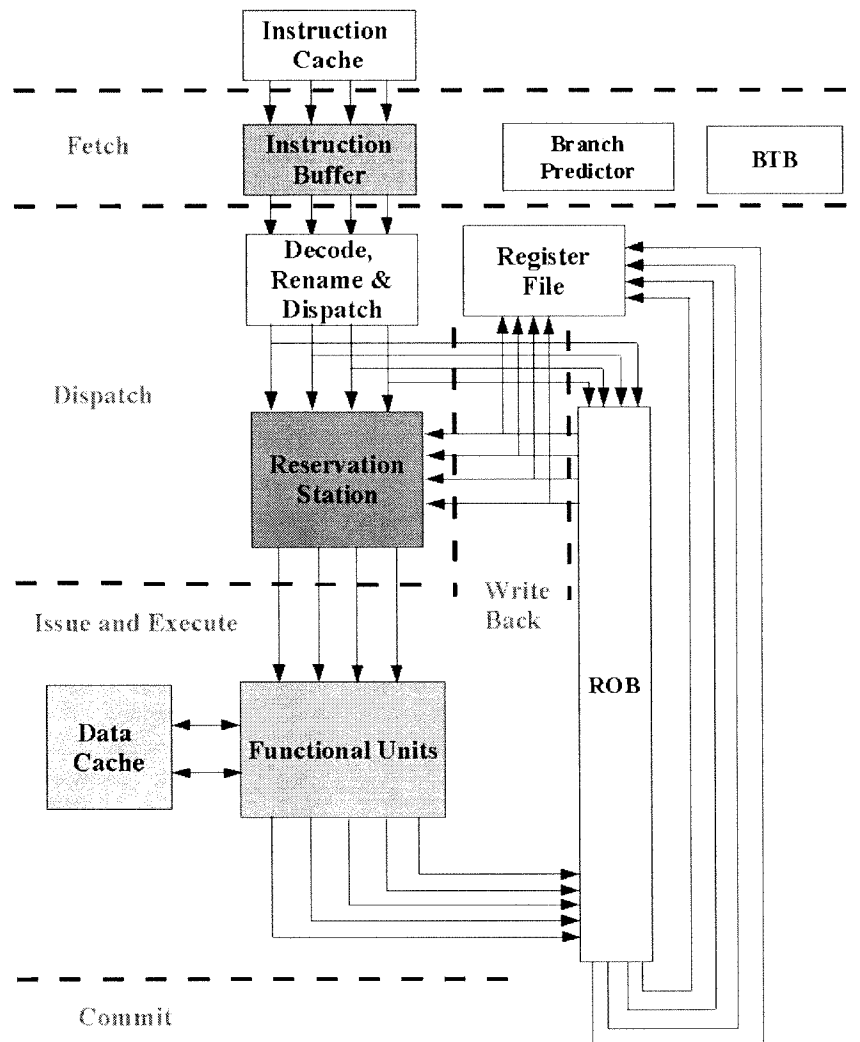 Instruction
Cache
Fetch
Instruction
Buffer
Branch
Predictor
BTB
Decode,
Rename &
Dispatch
Register
File
Dispatch
Reservation
Station
Write
Back
Issue and Execute
ROB
Data
Cache
Functional Units
Commit